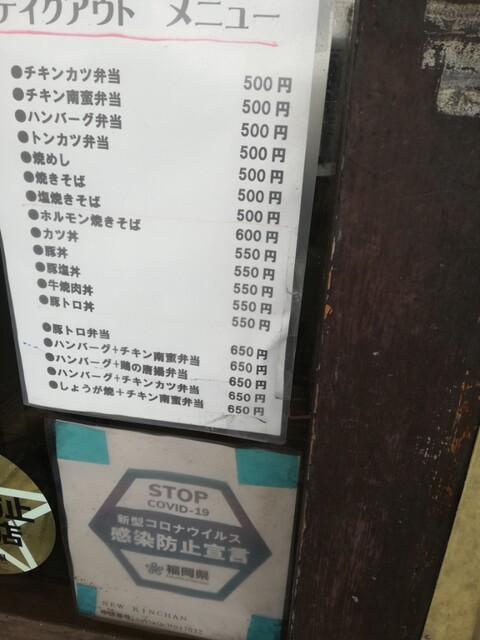 テイクアウト メニュー
●チキンカツ弁当 500円
●チキン南蛮弁当 500円
●ハンバーグ弁当 500円
●トンカツ弁当 500円
●焼めし 500円
●焼きそば 500円
●塩焼きそば 500円
●ホルモン焼きそば 600円
●カツ丼 550円
●豚丼 550円
●豚塩丼 550円
●牛焼肉丼 550円
●豚トロ丼 550円
●豚トロ弁当 650円
●ハンバーグ+チキン南蛮弁当 650円
●ハンバーグ+鶏の唐揚弁当 650円
●ハンバーグ+チキンカツ弁当 650円
●しょうが焼+チキン南蛮弁当 650円
STOP
COVID-19
新型コロナウイルス
感染防止宣言
福岡県
NEW KINCHAN
止
店